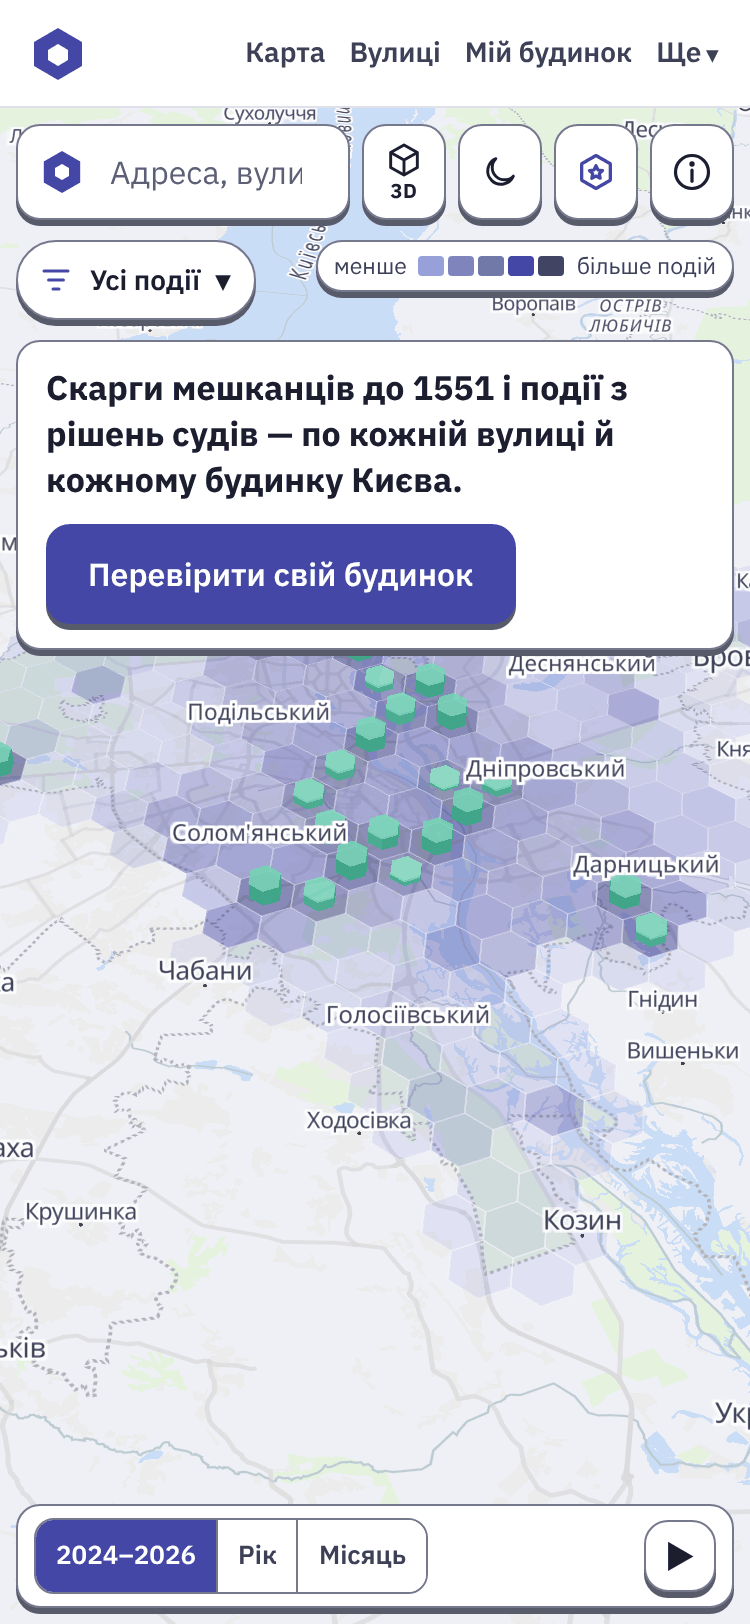 Карта Вулиці Мій будинок Ще ▾
Сухолуччя
Адреса, вули
3D
Усі події ▼
менше більше подій
Воропаїв
ОСТРІВ
ЛЮБИЧІВ
Скарги мешканців до 1551 і події з
рішень судів — по кожній вулиці й
кожному будинку Києва.
Перевірити свій будинок
Деснянський
Подільський
Дніпровський
Солом'янський
Дарницький
Чабани
Гнідин
Голосіївський
Вишеньки
Ходосівка
Крушинка
Козин
2024–2026 Рік Місяць